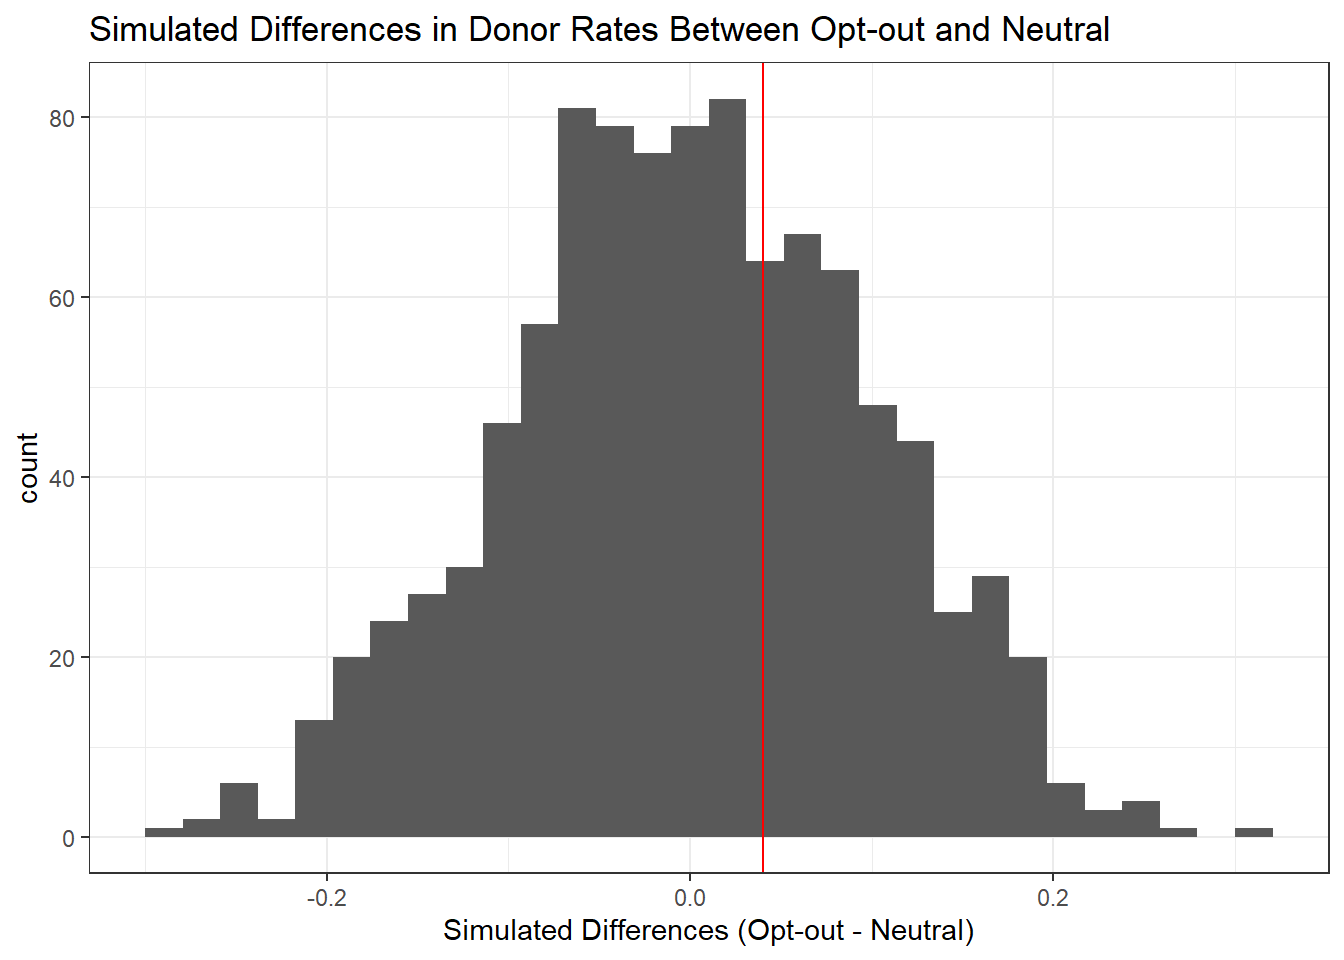 Simulated Differences in Donor Rates Between Opt-out and Neutral
80
60
40
20
0
count
-0.2
0.0
0.2
Simulated Differences (Opt-out - Neutral)